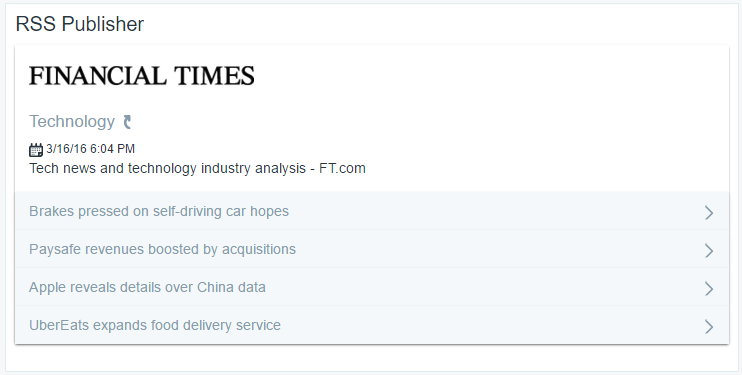 RSS Publisher
FINANCIAL TIMES
Technology
3/16/16 6:04 PM
Tech news and technology industry analysis - FT.com
Brakes pressed on self-driving car hopes
Paysafe revenues boosted by acquisitions
Apple reveals details over China data
UberEats expands food delivery service